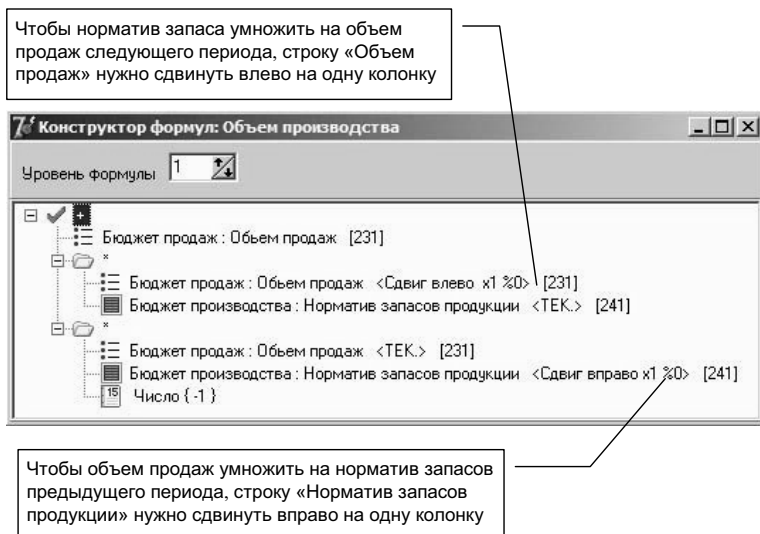 Чтобы норматив запаса умножить на объем
продаж следующего периода, строку «Объем
продаж» нужно сдвинуть влево на одну колонку
Конструктор формул: Объем производства
Уровень формулы 1
+
Бюджет продаж : Объем продаж [231]
*
Бюджет продаж : Объем продаж <Сдвиг влево x1 %0> [231]
Бюджет производства : Норматив запасов продукции <ТЕК.> [241]
*
Бюджет продаж : Объем продаж <ТЕК.> [231]
Бюджет производства : Норматив запасов продукции <Сдвиг вправо x1 %0> [241]
15 Число { -1 }
Чтобы объем продаж умножить на норматив запасов
предыдущего периода, строку «Норматив запасов
продукции» нужно сдвинуть вправо на одну колонку